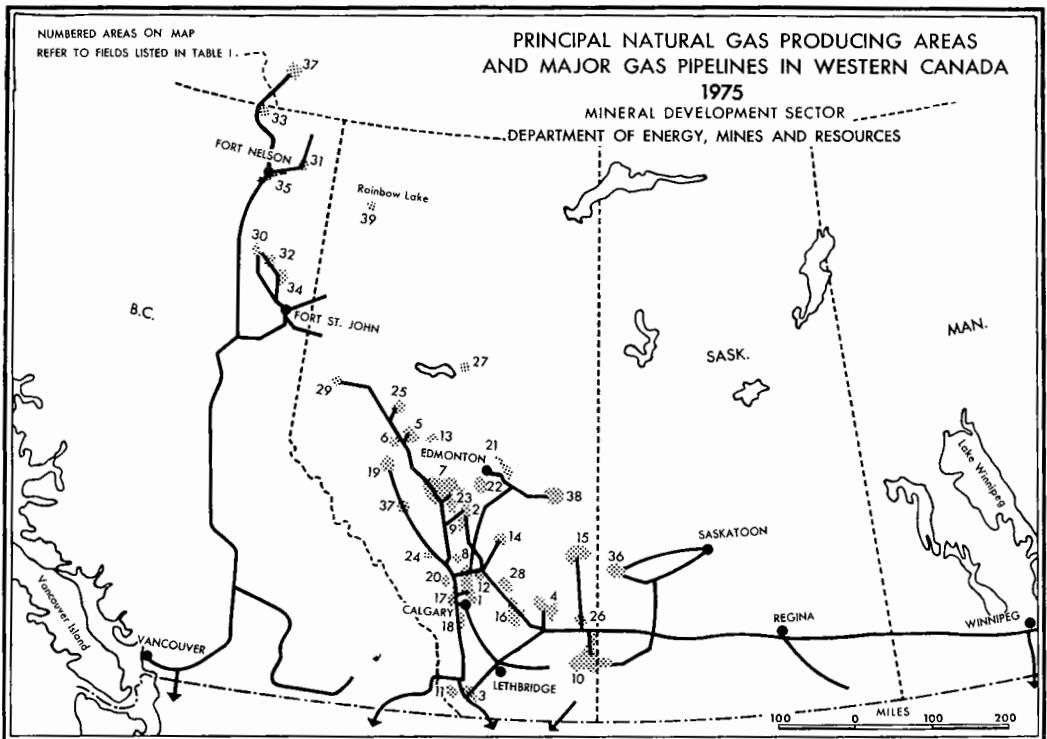 NUMBERED AREAS ON MAP
REFER TO FIELDS LISTED IN TABLE I
PRINCIPAL NATURAL GAS PRODUCING AREAS
AND MAJOR GAS PIPELINES IN WESTERN CANADA
1975
MINERAL DEVELOPMENT SECTOR
DEPARTMENT OF ENERGY, MINES AND RESOURCES
37
33
FORT NELSON
31
35
Rainbow Lake
39
30
32
34
FORT ST. JOHN
B.C.
SASK.
MAN.
27
29
25
5
6
13
21
EDMONTON
19
7
22
38
23
37
2
9
14
SASKATOON
15
36
24
8
20
12
28
17
1
4
CALGARY
16
26
18
REGINA
WINNIPEG
Lake Winnipeg
Vancouver Island
VANCOUVER
10
LETHBRIDGE
11
3
MILES
100 0 100 200